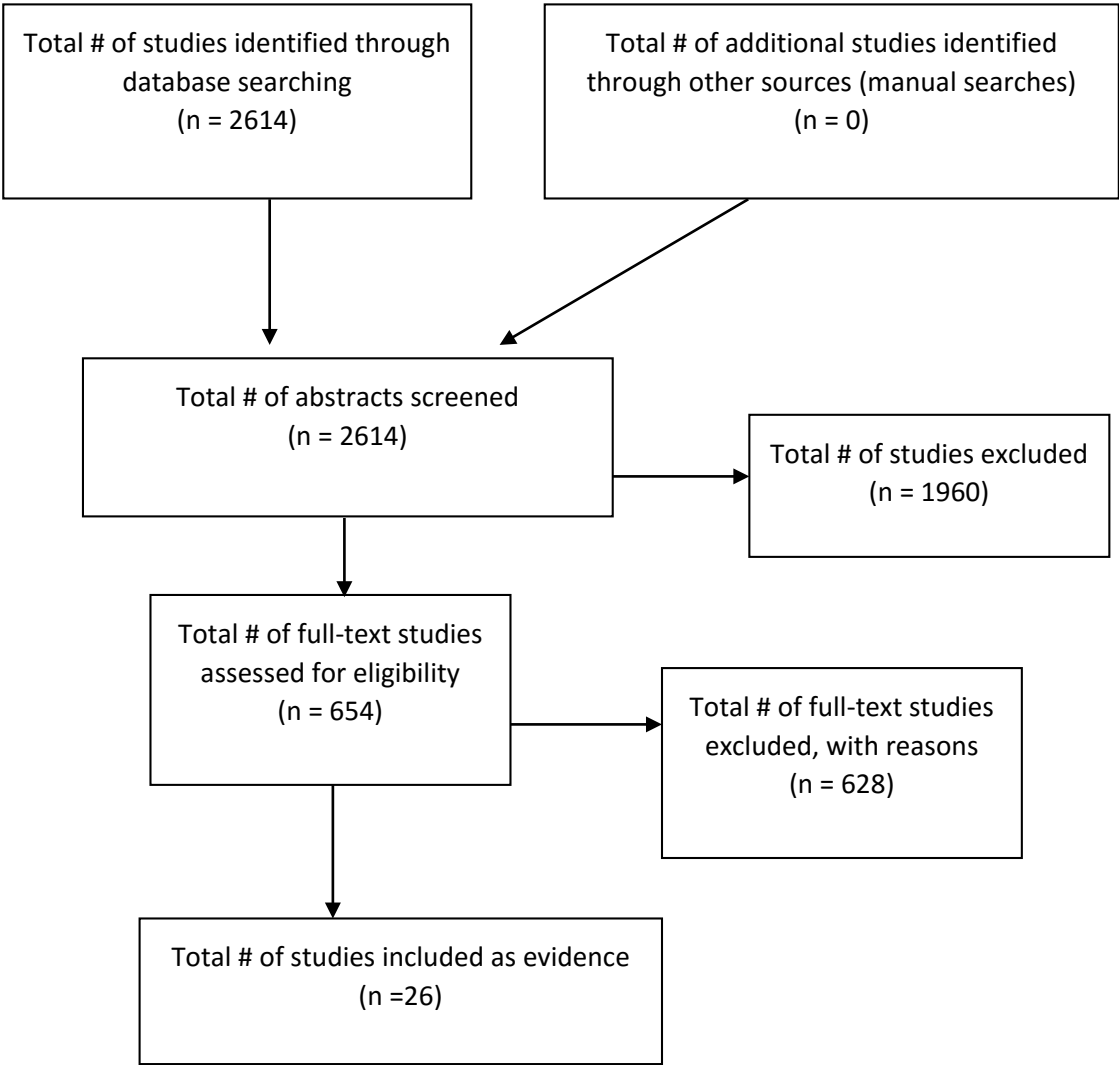 Total # of studies identified through
database searching
(n = 2614)
Total # of additional studies identified
through other sources (manual searches)
(n = 0)
Total # of abstracts screened
(n = 2614)
Total # of studies excluded
(n = 1960)
Total # of full-text studies
assessed for eligibility
(n = 654)
Total # of full-text studies
excluded, with reasons
(n = 628)
Total # of studies included as evidence
(n =26)